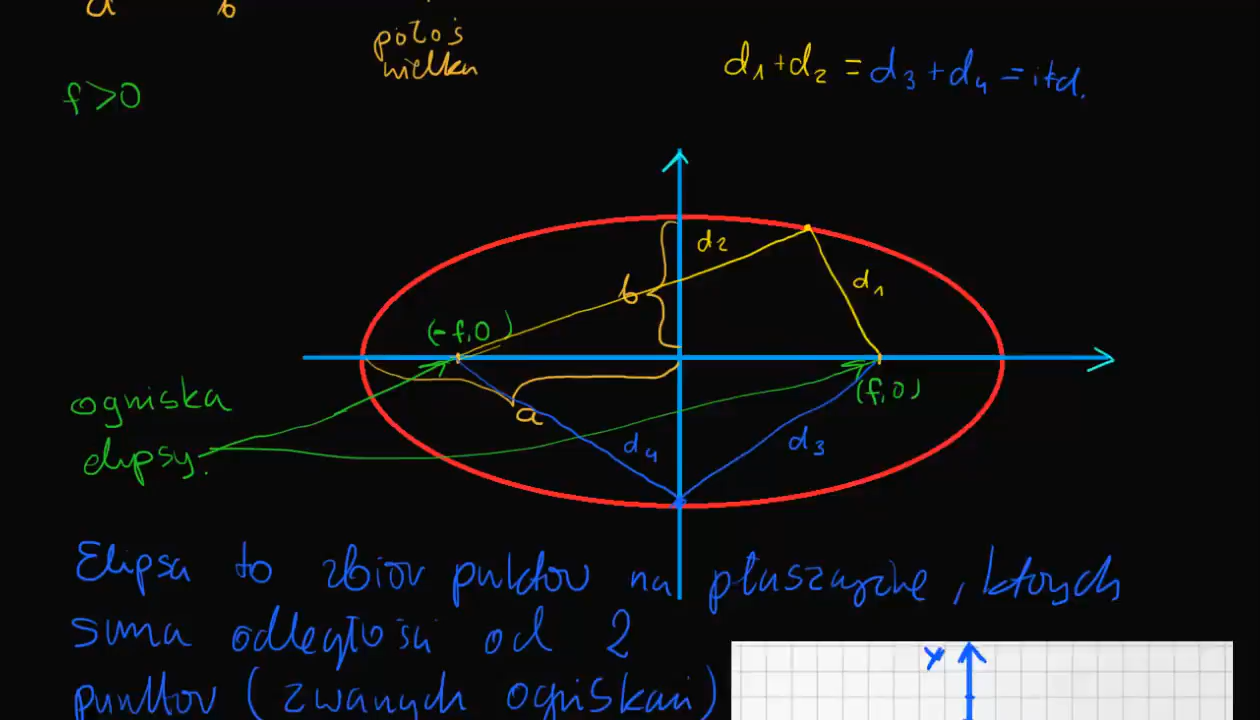 a b
półoś
wielka
f>0
d₁+d₂ = d₃+d₄ = itd.
d₂
d₁
b
(-f,0)
(f,0)
ogniska
elipsy.
a
d₄
d₃
Elipsa to zbiór punktów na płaszczyźnie, których
suma odległości od 2
punktów (zwanych ogniskami)
y